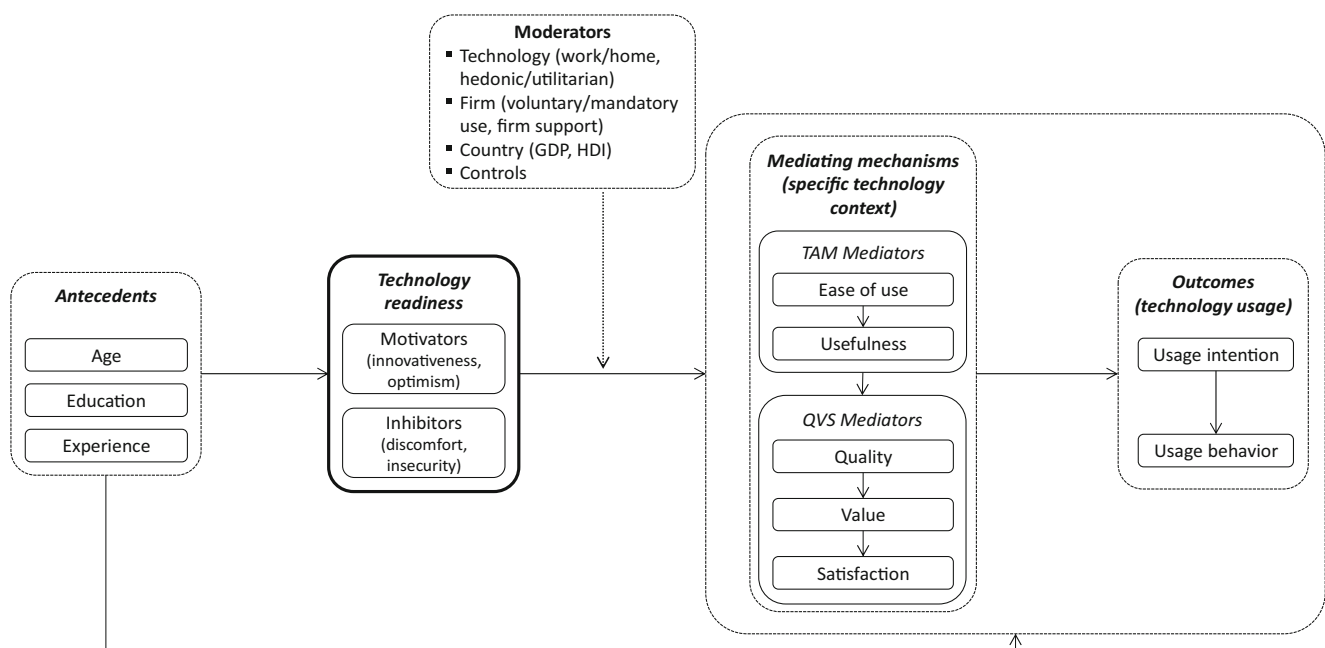 Moderators
▪ Technology (work/home,
hedonic/utilitarian)
▪ Firm (voluntary/mandatory
use, firm support)
▪ Country (GDP, HDI)
▪ Controls
Antecedents
Age
Education
Experience
Technology
readiness
Motivators
(innovativeness,
optimism)
Inhibitors
(discomfort,
insecurity)
Mediating mechanisms
(specific technology
context)
TAM Mediators
Ease of use
Usefulness
QVS Mediators
Quality
Value
Satisfaction
Outcomes
(technology usage)
Usage intention
Usage behavior